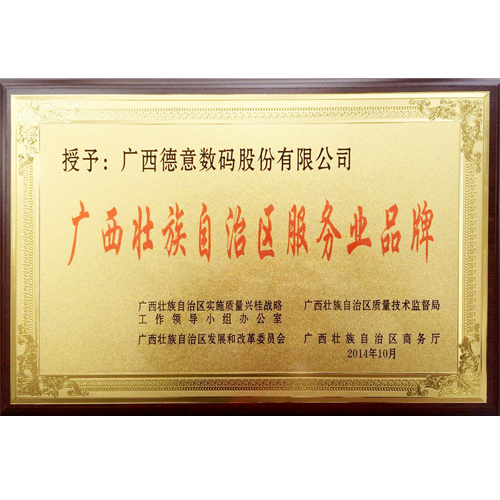 授予：广西德意数码股份有限公司
广西壮族自治区服务业品牌
广西壮族自治区实施质量兴桂战略 广西壮族自治区质量技术监督局
工作领导小组办公室
广西壮族自治区发展和改革委员会 广西壮族自治区商务厅
2014年10月